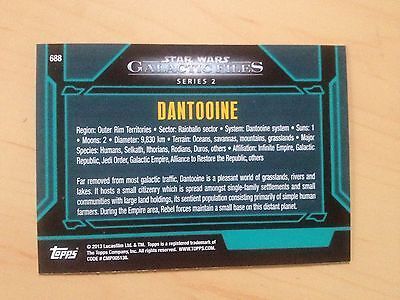 688
STAR WARS
GALACTIC FILES
SERIES 2
DANTOOINE
Region: Outer Rim Territories • Sector: Raioballo sector • System: Dantooine system • Suns: 1
• Moons: 2 • Diameter: 9,830 km • Terrain: Oceans, savannas, mountains, grasslands • Major
Species: Humans, Selkath, Ithorians, Rodians, Duros, others • Affiliation: Infinite Empire, Galactic
Republic, Jedi Order, Galactic Empire, Alliance to Restore the Republic, others
Far removed from most galactic traffic, Dantooine is a pleasant world of grasslands, rivers and
lakes. It hosts a small citizenry which is spread amongst single-family settlements and small
communities with large land holdings, its sentient population consisting primarily of simple human
farmers. During the Empire area, Rebel forces maintain a small base on this distant planet.
TOPPS
© 2013 Lucasfilm Ltd. & TM. Topps is a registered trademark of
The Topps Company, Inc. All rights reserved. WWW.TOPPS.COM.
CODE # CMP005130.